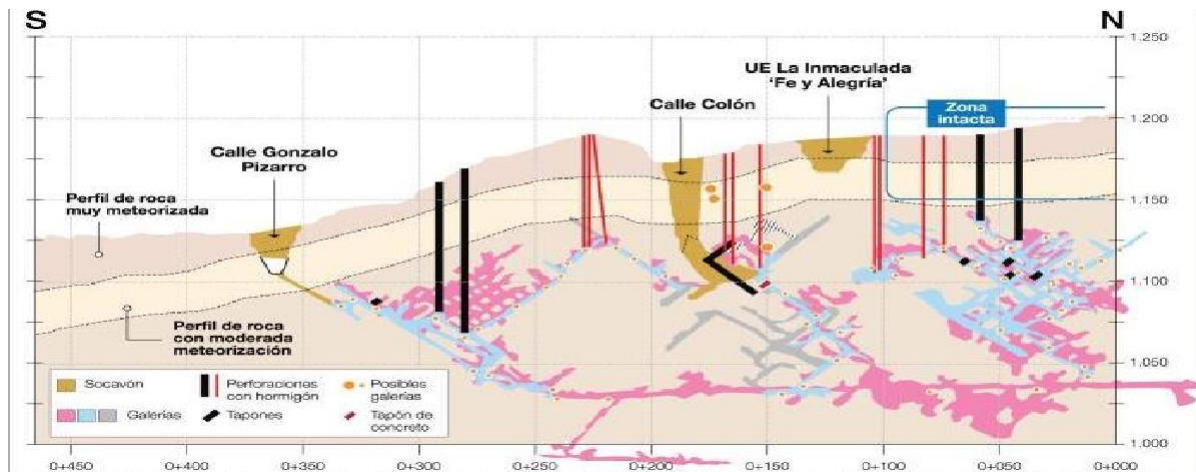 S
N
1.250
UE La Inmaculada
'Fe y Alegría'
Calle Colón
Zona
intacta
1.200
Calle Gonzalo
Pizarro
Perfil de roca
muy meteorizada
1.150
1.100
Perfil de roca
con moderada
meteorización
1.050
Socavón
Perforaciones
con hormigón
Posibles
galerías
Galerías
Tapones
Tapón de
concreto
1.000
0+450
0+400
0+350
0+300
0+250
0+200
0+150
0+100
0+050
0+000